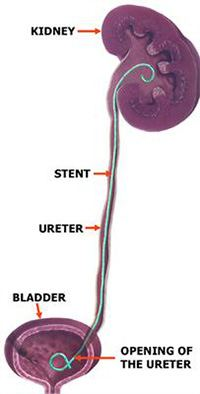 KIDNEY
STENT
URETER
BLADDER
OPENING OF
THE URETER